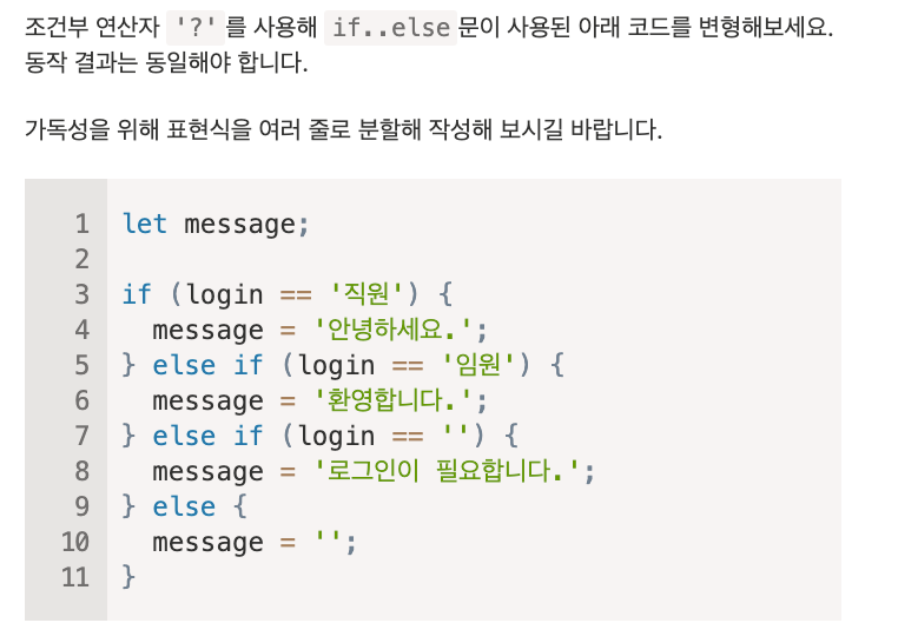 조건부 연산자 '?' 를 사용해 if..else 문이 사용된 아래 코드를 변형해보세요.
동작 결과는 동일해야 합니다.
가독성을 위해 표현식을 여러 줄로 분할해 작성해 보시길 바랍니다.
1 let message;
2
3 if (login == '직원') {
4   message = '안녕하세요.';
5 } else if (login == '임원') {
6   message = '환영합니다.';
7 } else if (login == '') {
8   message = '로그인이 필요합니다.';
9 } else {
10   message = '';
11 }